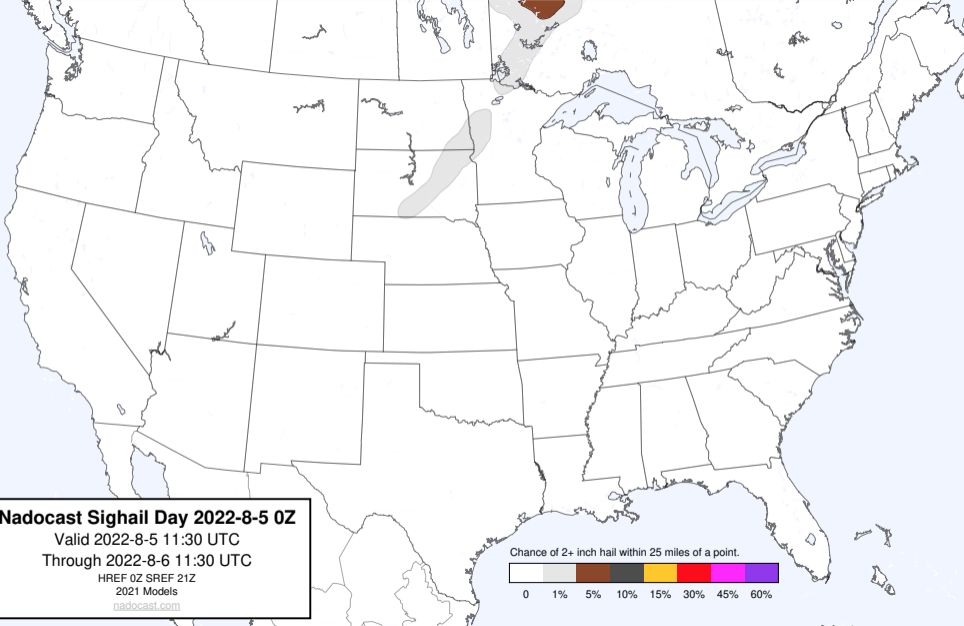 Nadocast Sighail Day 2022-8-5 0Z
Valid 2022-8-5 11:30 UTC
Through 2022-8-6 11:30 UTC
HREF 0Z SREF 21Z
2021 Models
nadocast.com
Chance of 2+ inch hail within 25 miles of a point.
0 1% 5% 10% 15% 30% 45% 60%